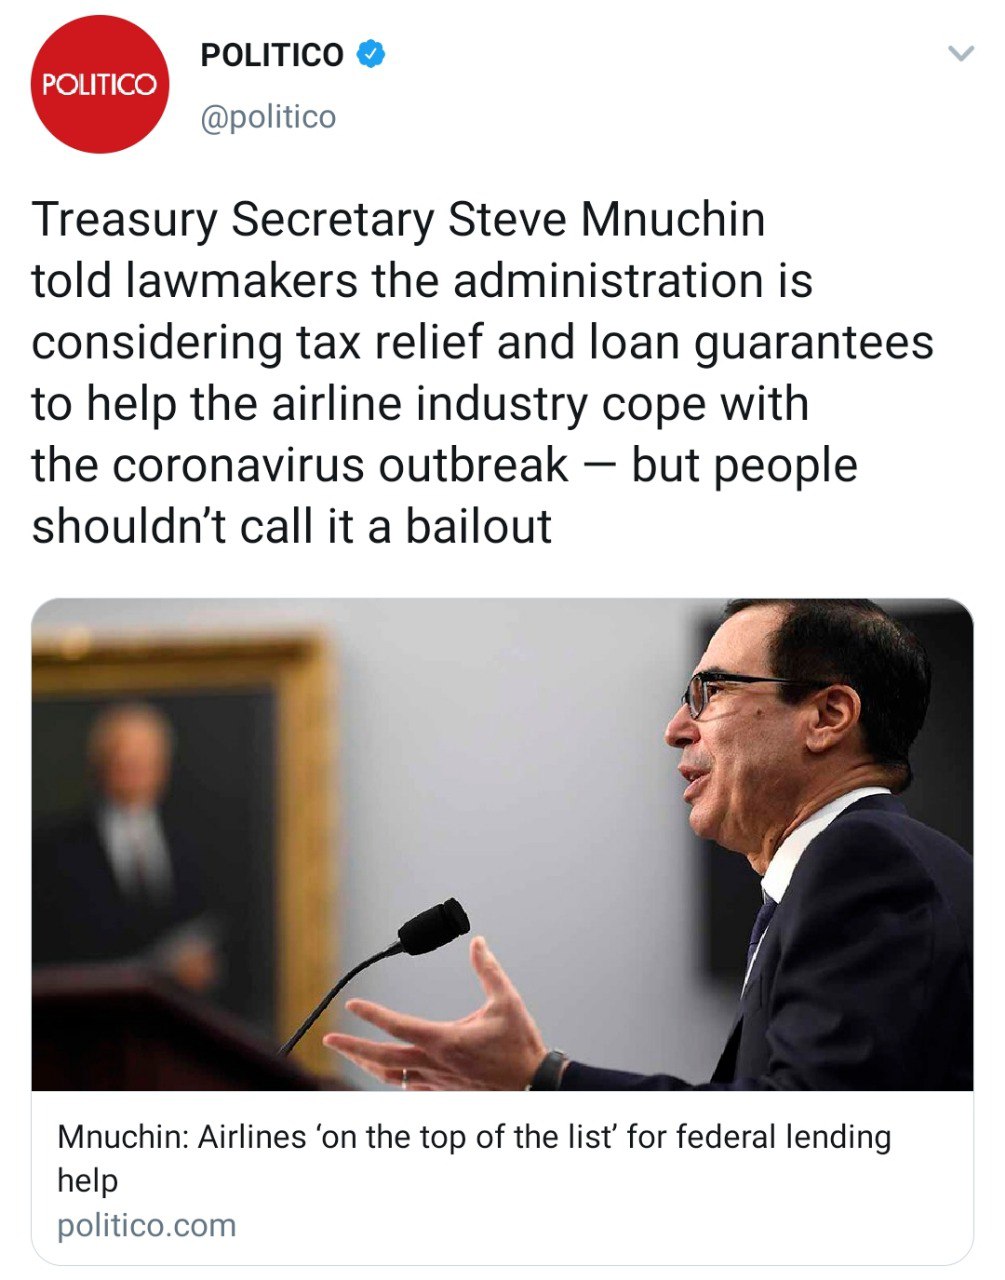 POLITICO
POLITICO
@politico
Treasury Secretary Steve Mnuchin
told lawmakers the administration is
considering tax relief and loan guarantees
to help the airline industry cope with
the coronavirus outbreak — but people
shouldn’t call it a bailout
Mnuchin: Airlines ‘on the top of the list’ for federal lending
help
politico.com